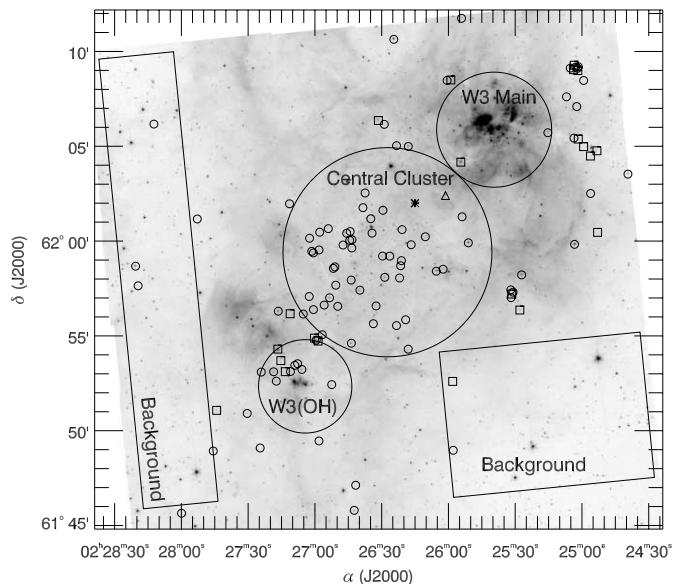 10'
W3 Main
05'
Central Cluster
62° 00'
δ (J2000)
55'
W3(OH)
Background
50'
Background
61° 45'
02ʰ28ᵐ30ˢ 28ᵐ00ˢ 27ᵐ30ˢ 27ᵐ00ˢ 26ᵐ30ˢ 26ᵐ00ˢ 25ᵐ30ˢ 25ᵐ00ˢ 24ᵐ30ˢ
α (J2000)